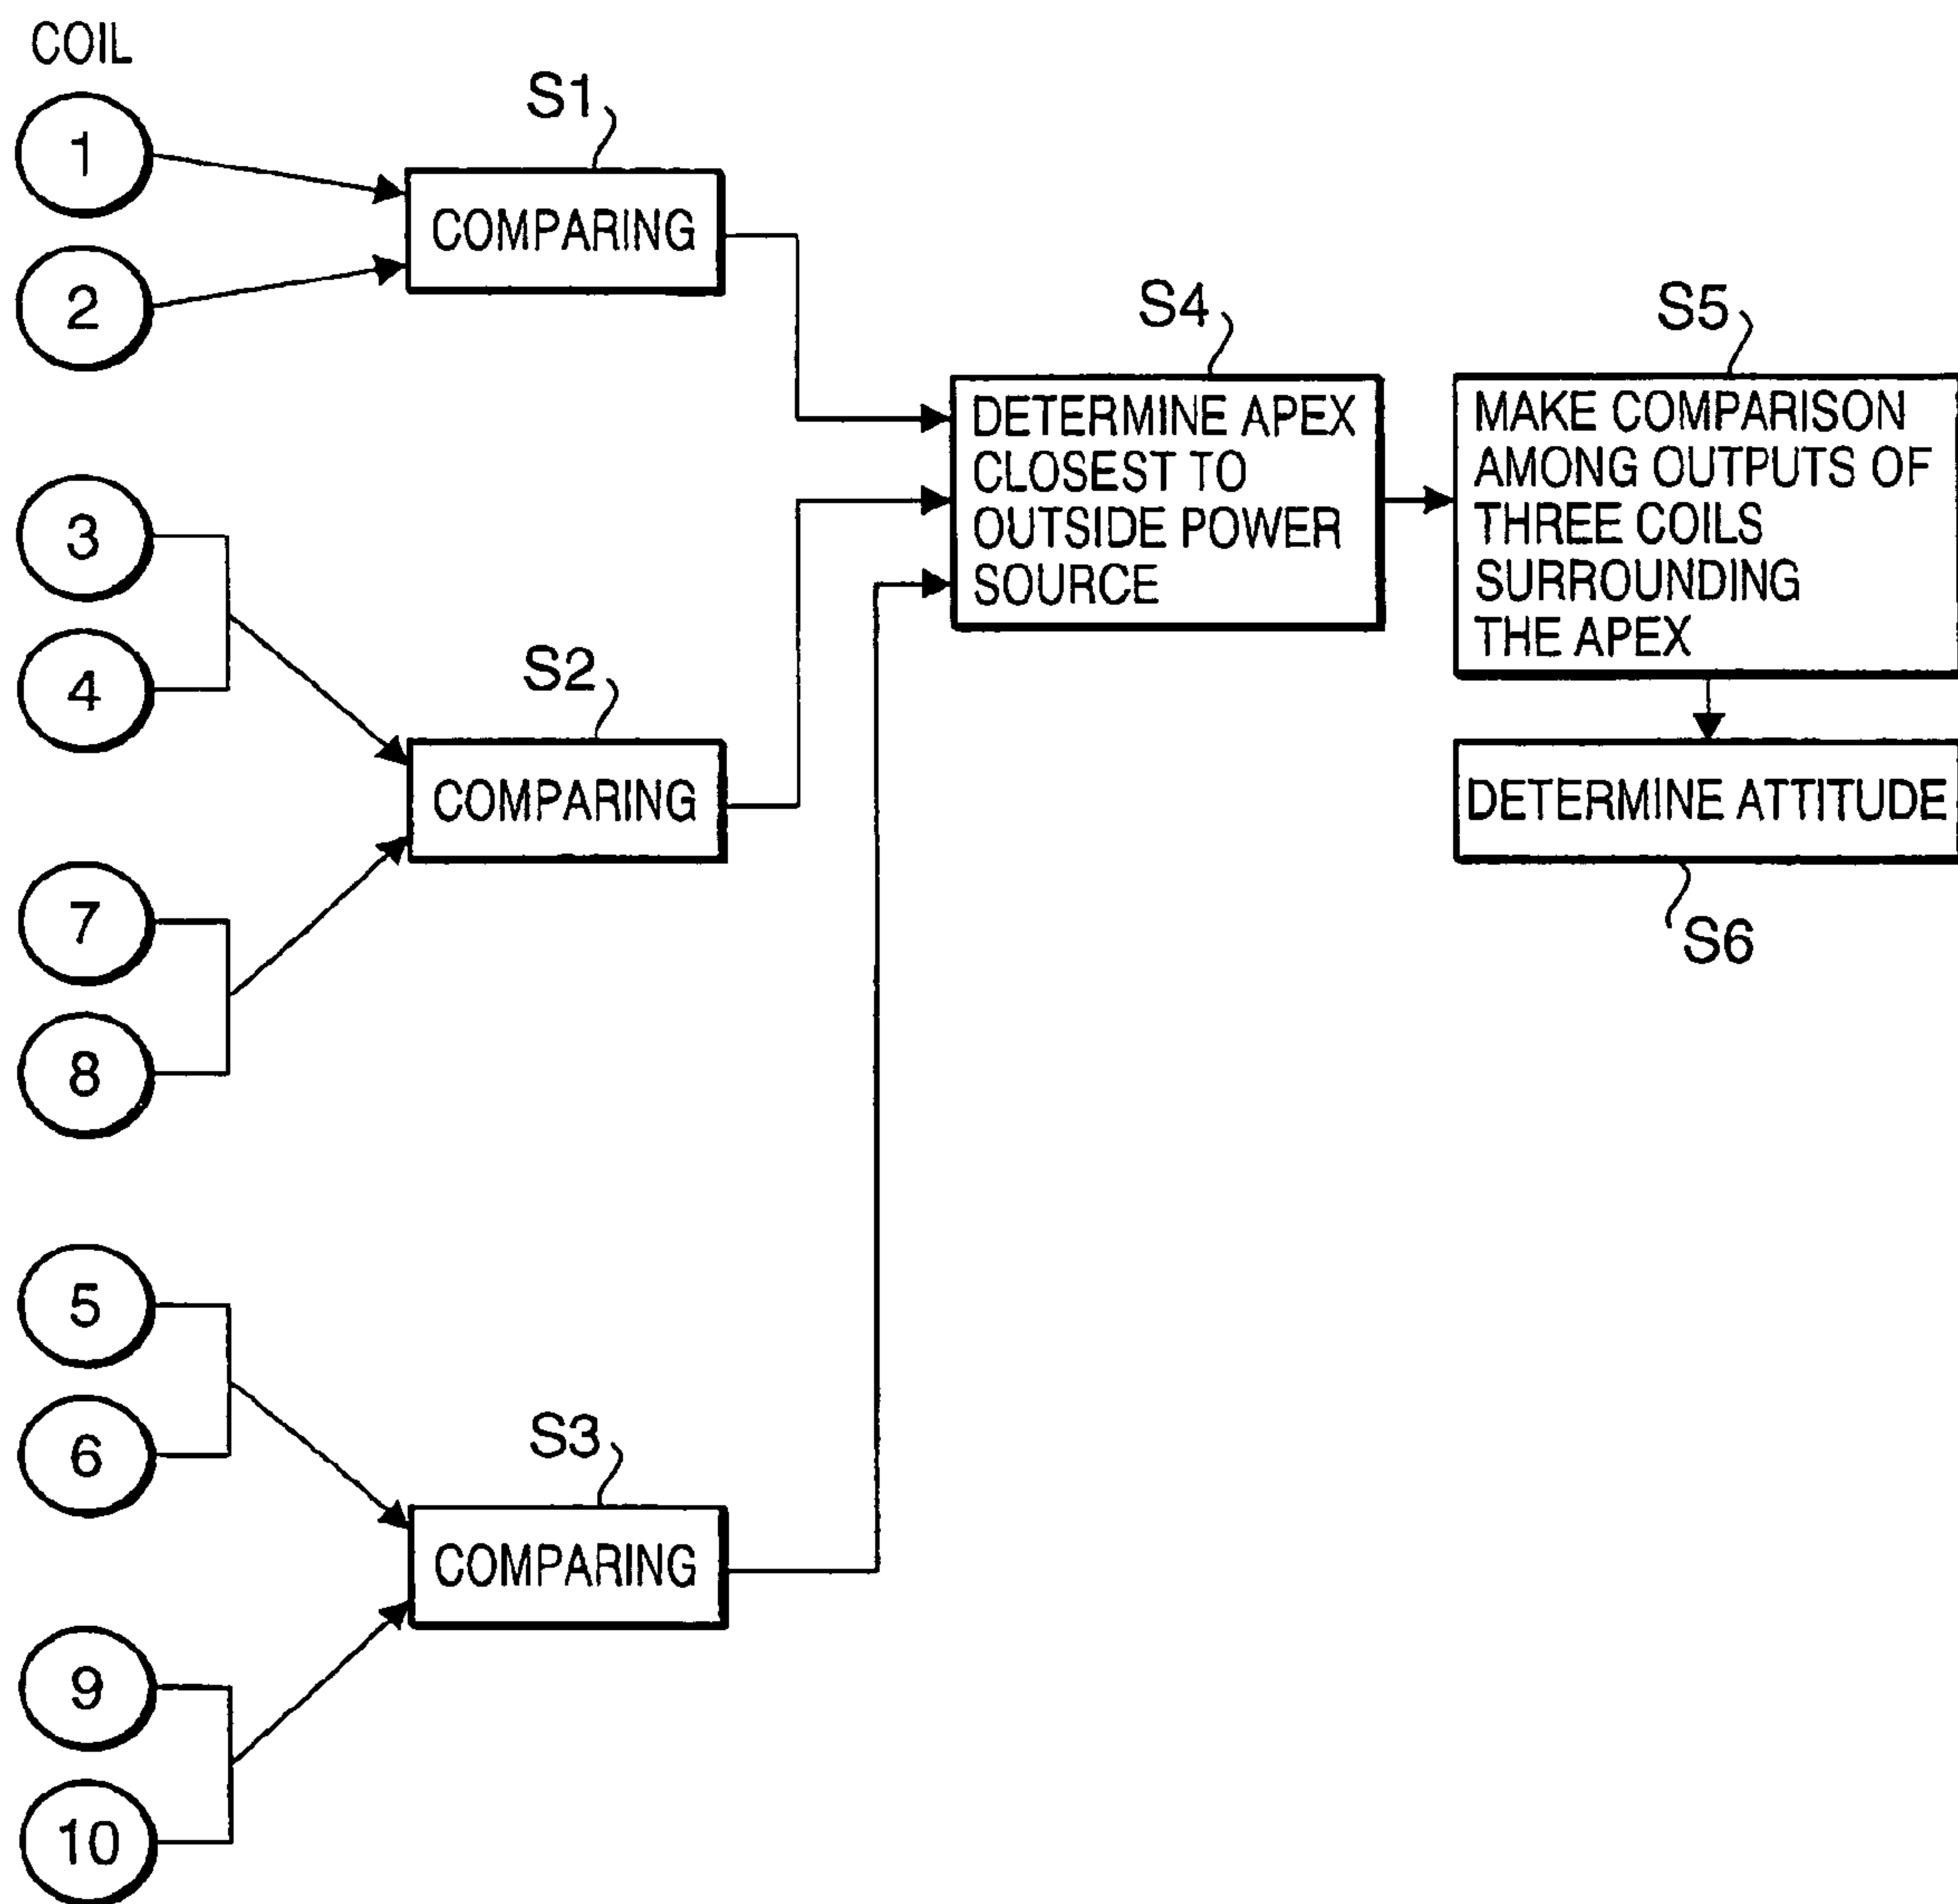 COIL
1
2
S1
COMPARING
3
4
7
8
S2
COMPARING
5
6
9
10
S3
COMPARING
S4
DETERMINE APEX
CLOSEST TO
OUTSIDE POWER
SOURCE
S5
MAKE COMPARISON
AMONG OUTPUTS OF
THREE COILS
SURROUNDING
THE APEX
DETERMINE ATTITUDE
S6